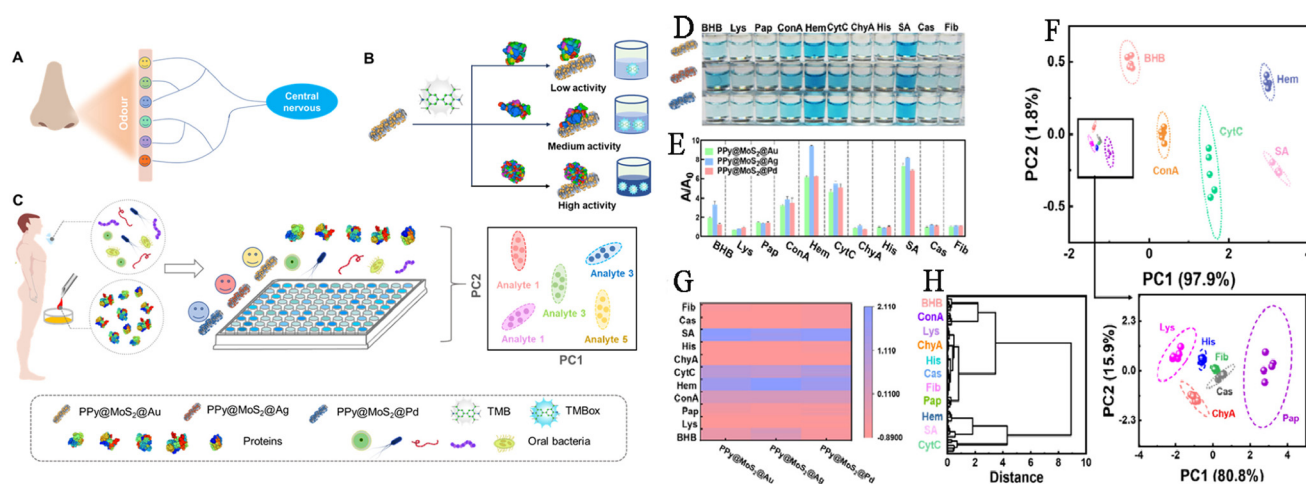 A
Odour
Central
nervous
B
Low activity
Medium activity
High activity
C
PC2
Analyte 1
Analyte 3
Analyte 3
Analyte 1
Analyte 5
PC1
PPy@MoS2@Au
PPy@MoS2@Ag
PPy@MoS2@Pd
TMB
TMBox
Proteins
Oral bacteria
D
BHB Lys Pap ConA Hem CytC ChyA His SA Cas Fib
E
PPy@MoS2@Au
PPy@MoS2@Ag
PPy@MoS2@Pd
A/A0
10
8
6
4
2
0
BHB Lys Pap ConA Hem CytC ChyA His SA Cas Fib
F
PC2 (1.8%)
0.5
0.0
-0.5
BHB
Hem
CytC
ConA
SA
-2 0 2 4
PC1 (97.9%)
G
Fib
Cas
SA
His
ChyA
CytC
Hem
ConA
Pap
Lys
BHB
PPy@MoS2@Au
PPy@MoS2@Ag
PPy@MoS2@Pd
2.110
1.110
0.1100
-0.8900
H
BHB
ConA
Lys
ChyA
His
Cas
Fib
Pap
Hem
SA
CytC
0 2 4 6 8 10
Distance
PC2 (15.9%)
2.3
0.0
-2.3
Lys
His
Fib
Cas
ChyA
Pap
-4 -2 0 2 4
PC1 (80.8%)